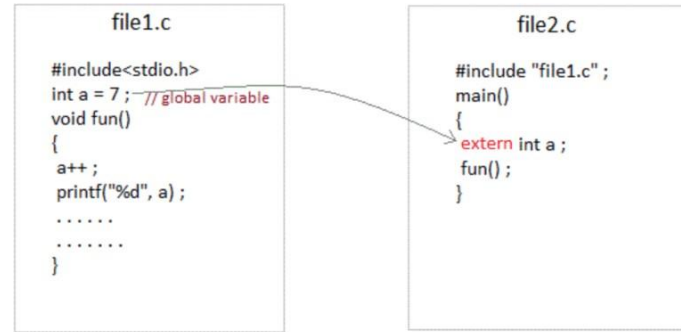 file1.c
#include<stdio.h>
int a = 7 ; // global variable
void fun()
{
a++ ;
printf("%d", a) ;
. . . . . .
. . . . . . .
}
file2.c
#include "file1.c" ;
main()
{
extern int a ;
fun() ;
}